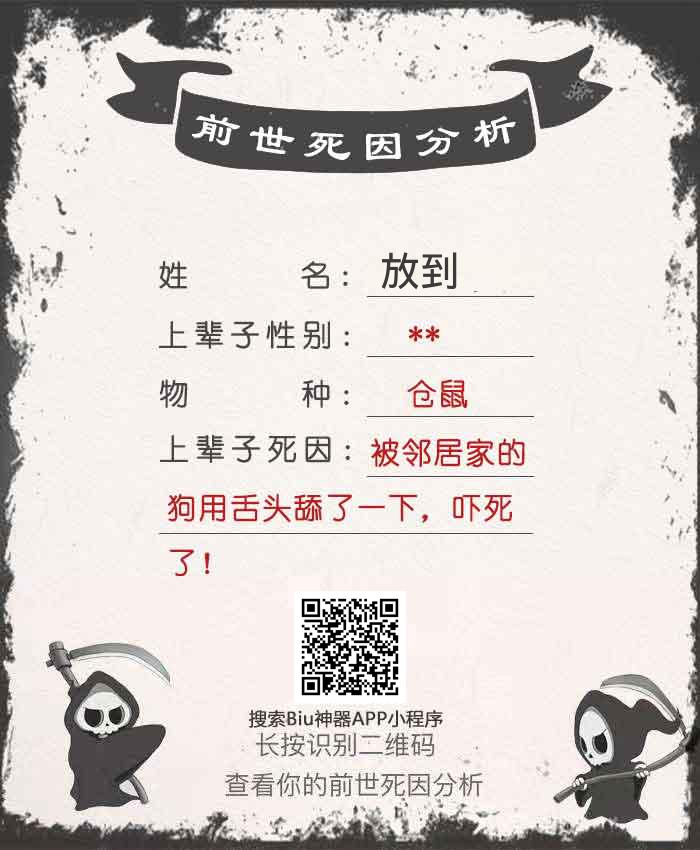 前世死因分析
姓名：放到
上辈子性别：**
物种：仓鼠
上辈子死因：被邻居家的
狗用舌头舔了一下，吓死
了！
搜索Biu神器APP小程序
长按识别二维码
查看你的前世死因分析